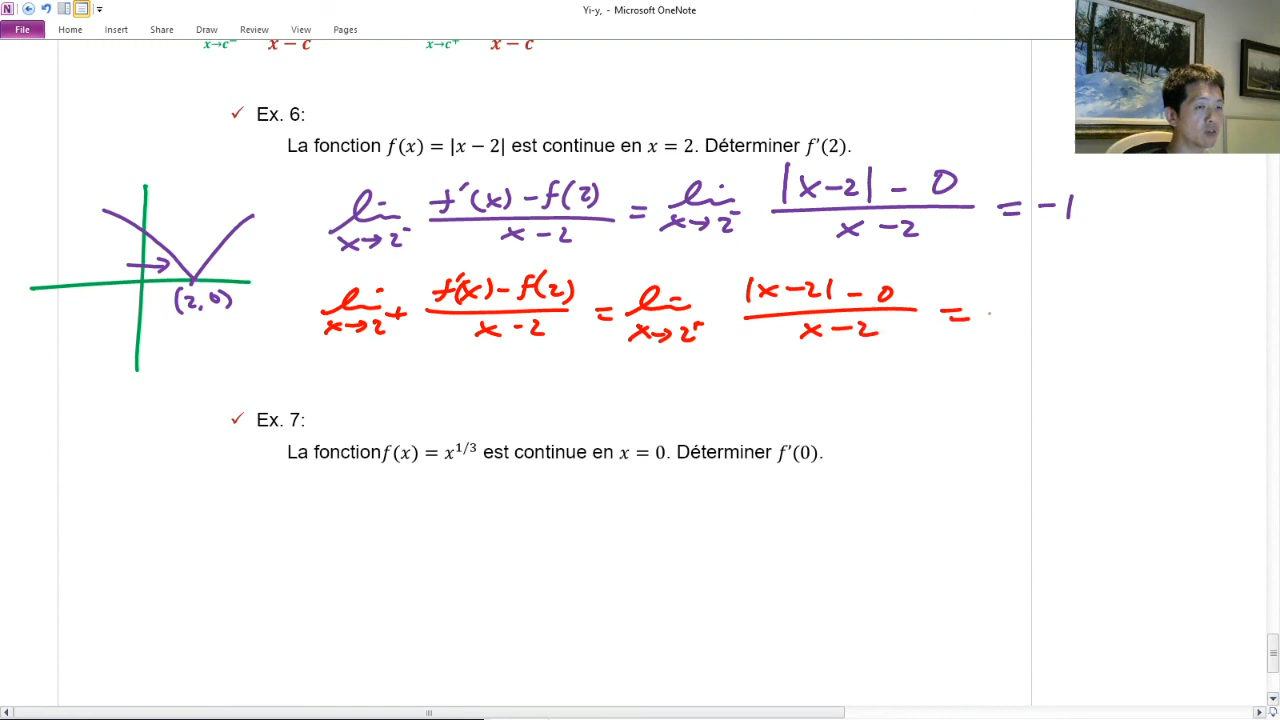 Yi-y, - Microsoft OneNote
File Home Insert Share Draw Review View Pages
x→c⁻ x − c x→c⁺ x − c
✓ Ex. 6:
La fonction f(x) = |x − 2| est continue en x = 2. Déterminer f'(2).
lim x→2⁻ f'(x) - f(2) / x - 2 = lim x→2⁻ |x-2| - 0 / x - 2 = -1
(2, 0)
lim x→2+ f'(x) - f(2) / x - 2 = lim x→2⁺ |x-2| - 0 / x - 2 =
✓ Ex. 7:
La fonctionf(x) = x^1/3 est continue en x = 0. Déterminer f'(0).